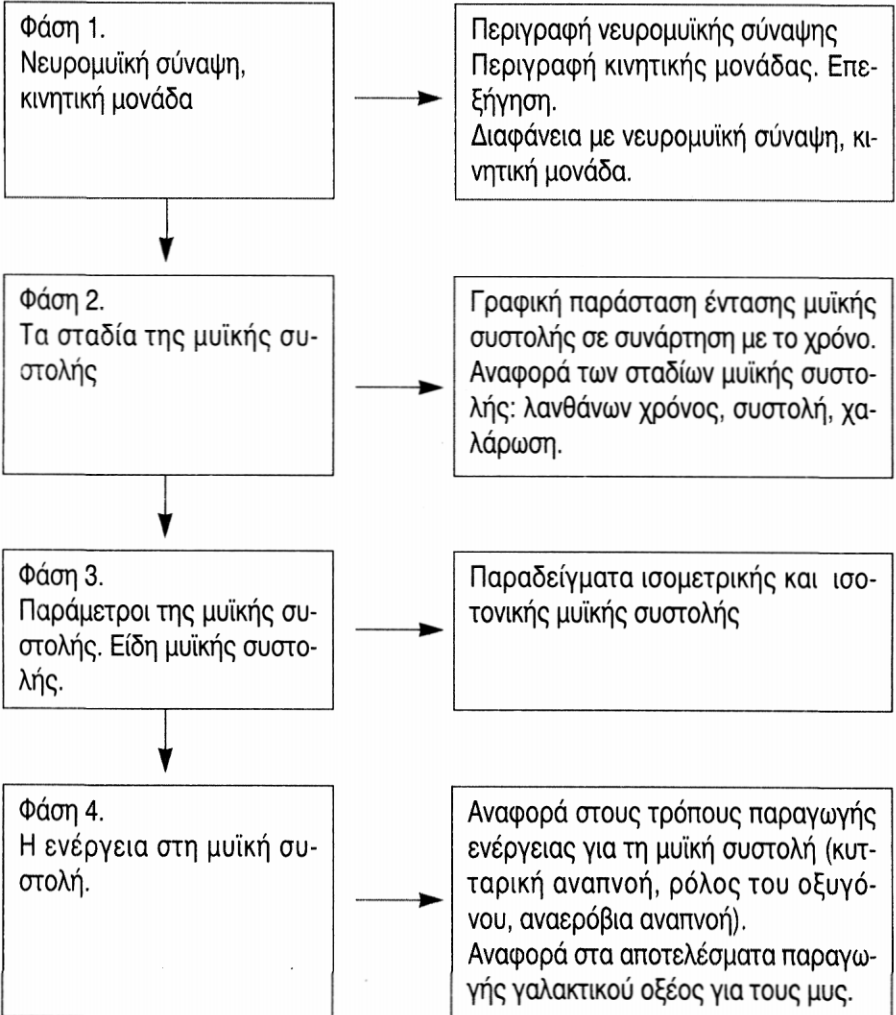 Φάση 1.
Νευρομυϊκή σύναψη,
κινητική μονάδα
Περιγραφή νευρομυϊκής σύναψης
Περιγραφή κινητικής μονάδας. Επε-
ξήγηση.
Διαφάνεια με νευρομυϊκή σύναψη, κι-
νητική μονάδα.
Φάση 2.
Τα σταδία της μυϊκής συ-
στολής
Γραφική παράσταση έντασης μυϊκής
συστολής σε συνάρτηση με το χρόνο.
Αναφορά των σταδίων μυϊκής συστο-
λής: λανθάνων χρόνος, συστολή, χα-
λάρωση.
Φάση 3.
Παράμετροι της μυϊκής συ-
στολής. Είδη μυϊκής συστο-
λής.
Παραδείγματα ισομετρικής και ισο-
τονικής μυϊκής συστολής
Φάση 4.
Η ενέργεια στη μυϊκή συ-
στολή.
Αναφορά στους τρόπους παραγωγής
ενέργειας για τη μυϊκή συστολή (κυτ-
ταρική αναπνοή, ρόλος του οξυγό-
νου, αναερόβια αναπνοή).
Αναφορά στα αποτελέσματα παραγω-
γής γαλακτικού οξέος για τους μυς.